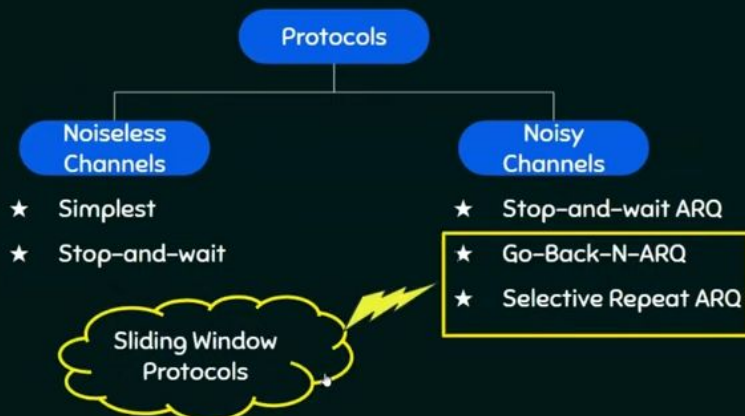 Protocols
Noiseless
Channels
★ Simplest
★ Stop-and-wait
Noisy
Channels
★ Stop-and-wait ARQ
★ Go-Back-N-ARQ
★ Selective Repeat ARQ
Sliding Window
Protocols